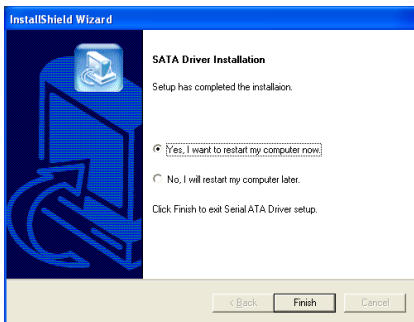 InstallShield Wizard
SATA Driver Installation
Setup has completed the installaion.
Yes, I want to restart my computer now.
No, I will restart my computer later.
Click Finish to exit Serial ATA Driver setup.
< Back
Finish
Cancel